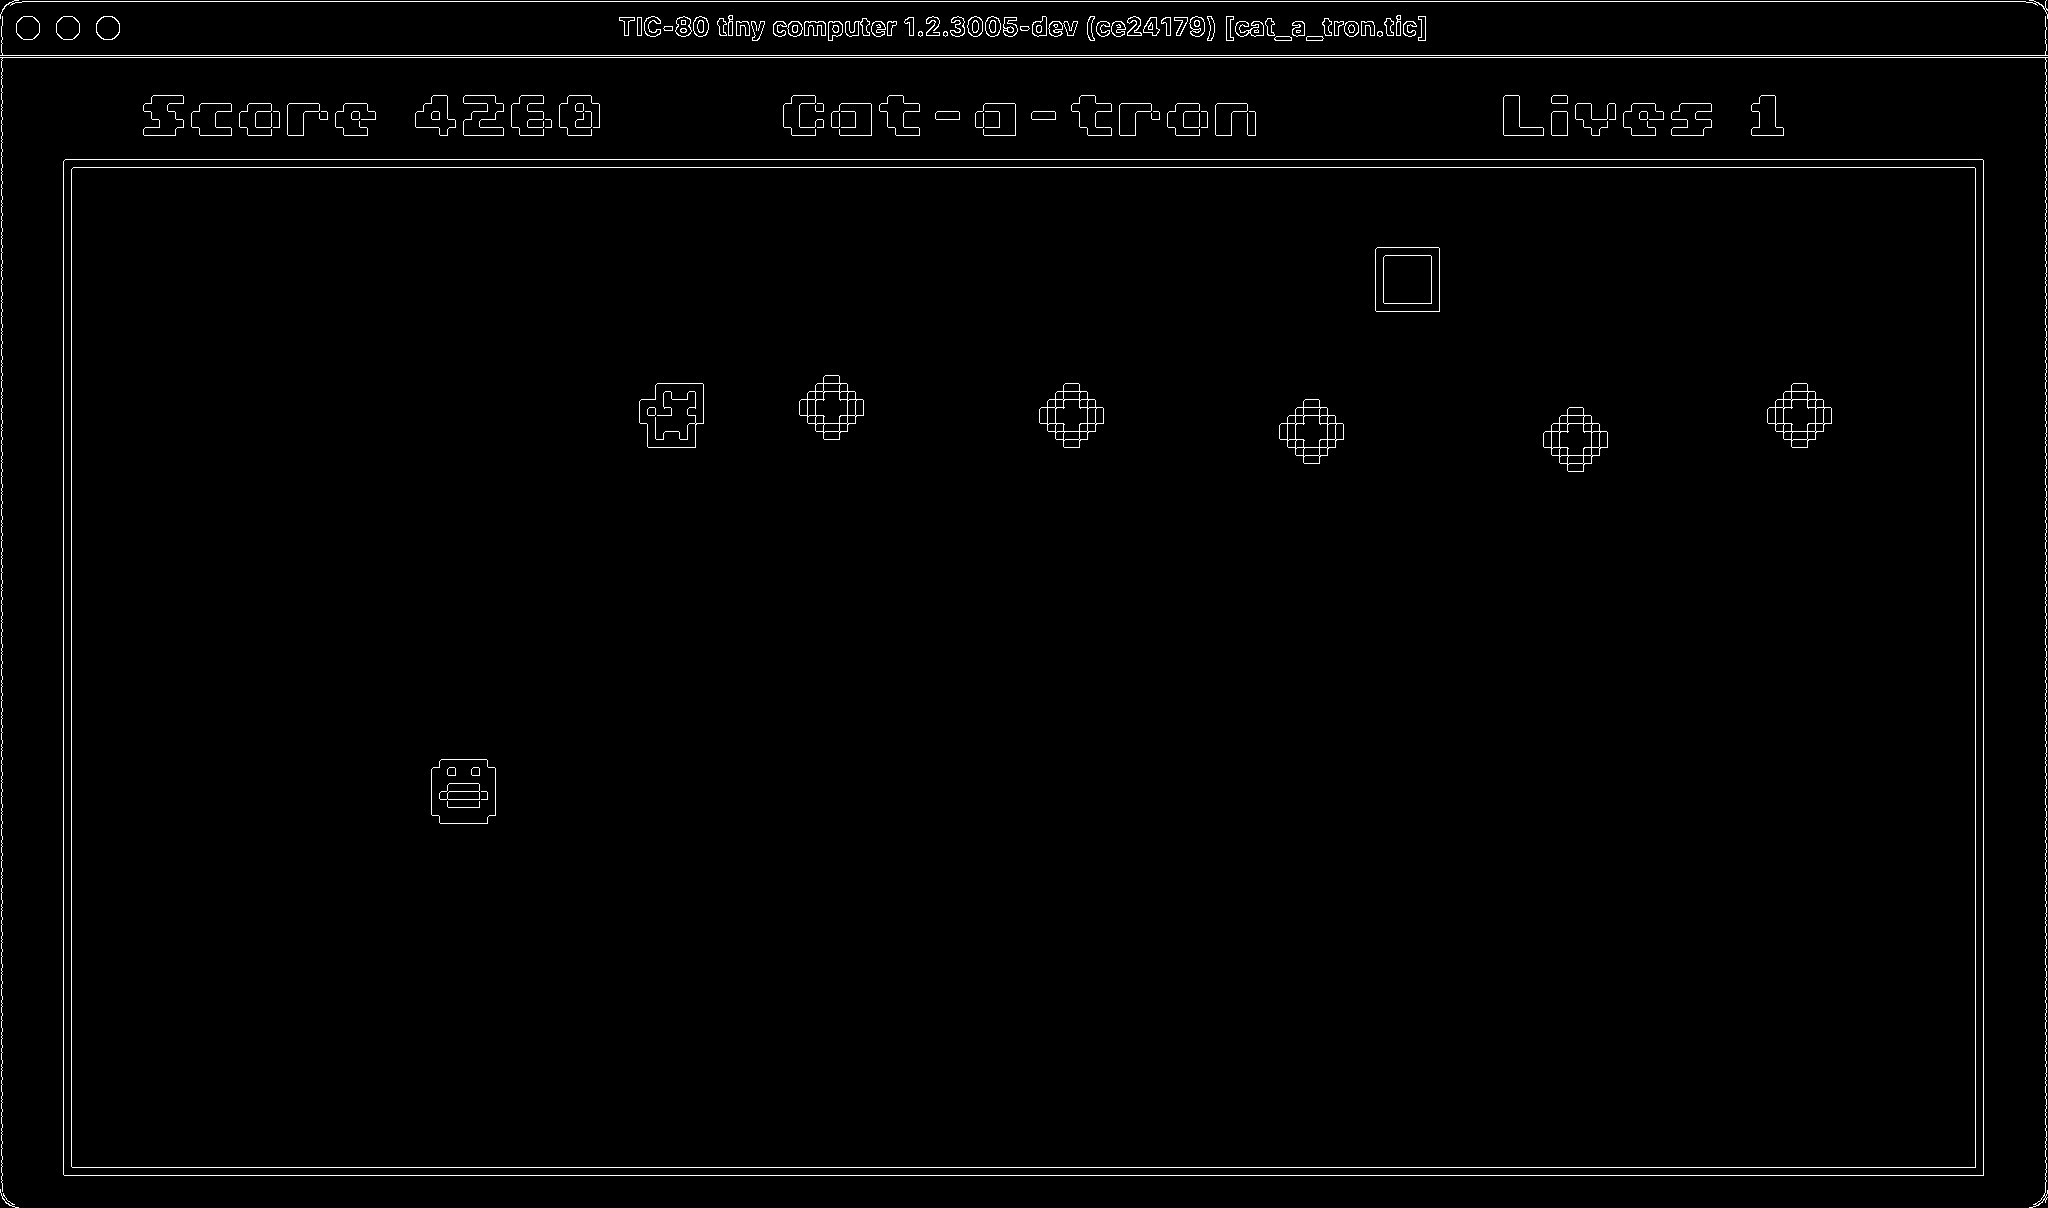 TIC-80 tiny computer 1.2.3005-dev (ce24179) [cat_a_tron.tic]
Score 4260 Cat-a-tron Lives 1